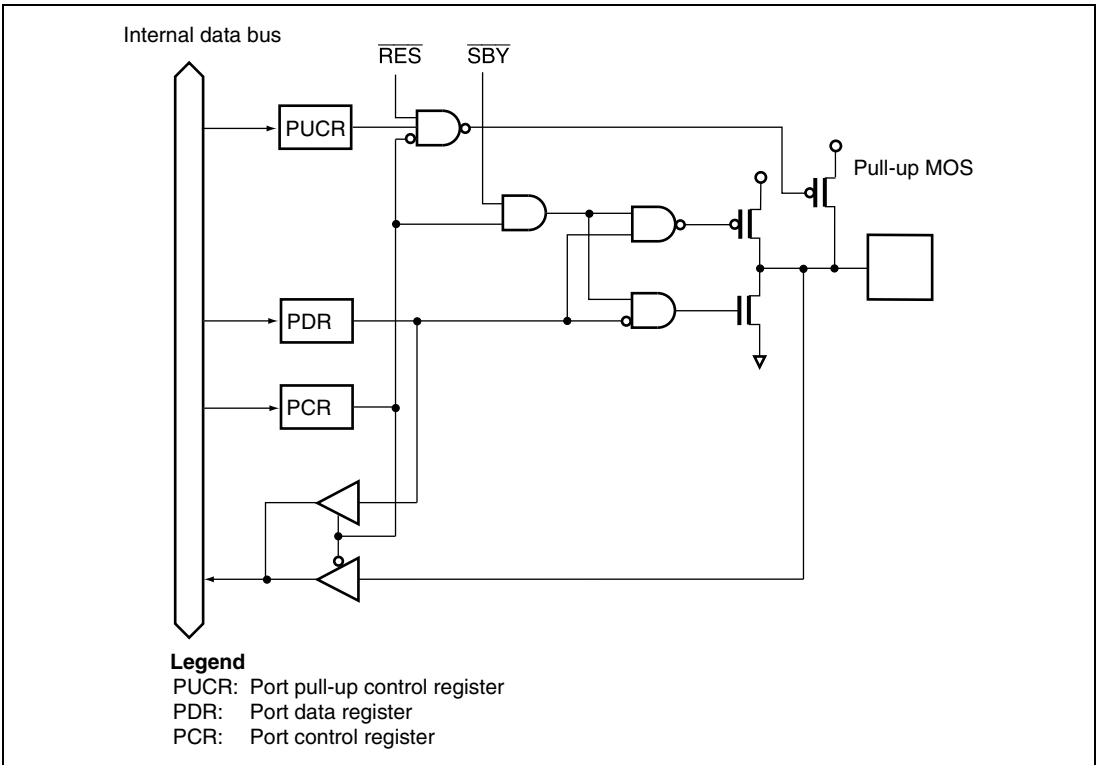 Internal data bus
RES
SBY
PUCR
Pull-up MOS
PDR
PCR
Legend
PUCR: Port pull-up control register
PDR: Port data register
PCR: Port control register